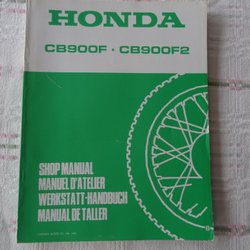 HONDA
CB900F · CB900F2
SHOP MANUAL
MANUEL D'ATELIER
WERKSTATT-HANDBUCH
MANUAL DE TALLER